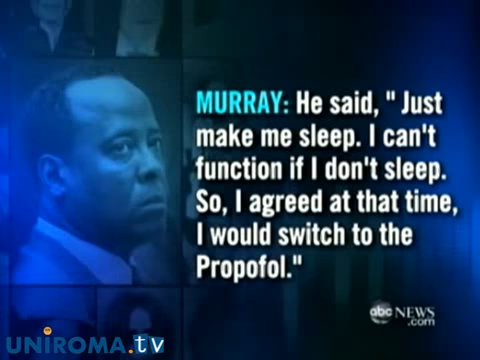 MURRAY: He said, " Just
make me sleep. I can't
function if I don't sleep.
So, I agreed at that time,
I would switch to the
Propofol."
abc NEWS
.com
UNIROMA.tv